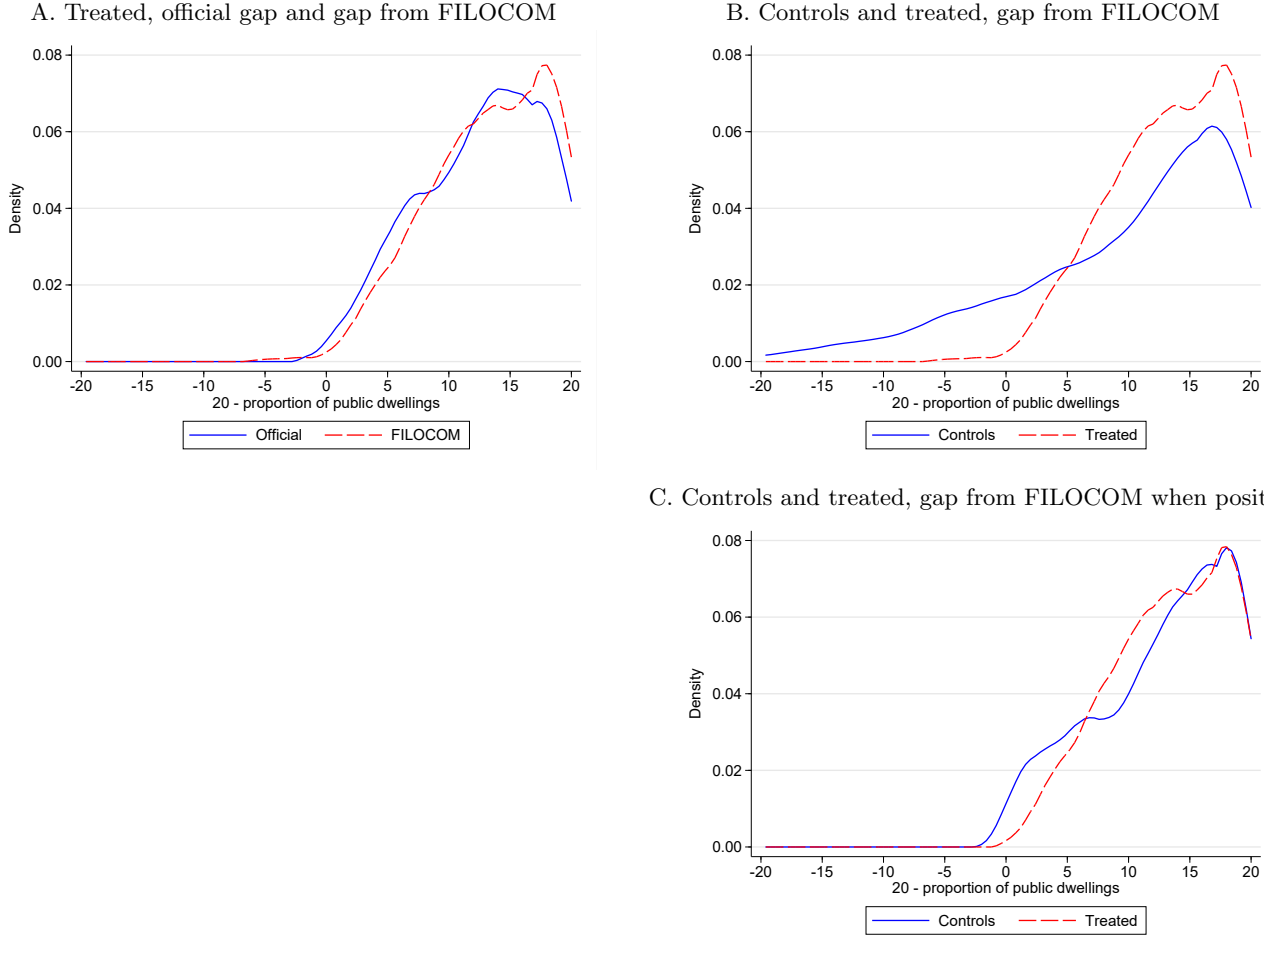 A. Treated, official gap and gap from FILOCOM
Density
0.08
0.06
0.04
0.02
0.00
-20 -15 -10 -5 0 5 10 15 20
20 - proportion of public dwellings
Official FILOCOM
B. Controls and treated, gap from FILOCOM
Density
0.08
0.06
0.04
0.02
0.00
-20 -15 -10 -5 0 5 10 15 20
20 - proportion of public dwellings
Controls Treated
C. Controls and treated, gap from FILOCOM when posit
Density
0.08
0.06
0.04
0.02
0.00
-20 -15 -10 -5 0 5 10 15 20
20 - proportion of public dwellings
Controls Treated